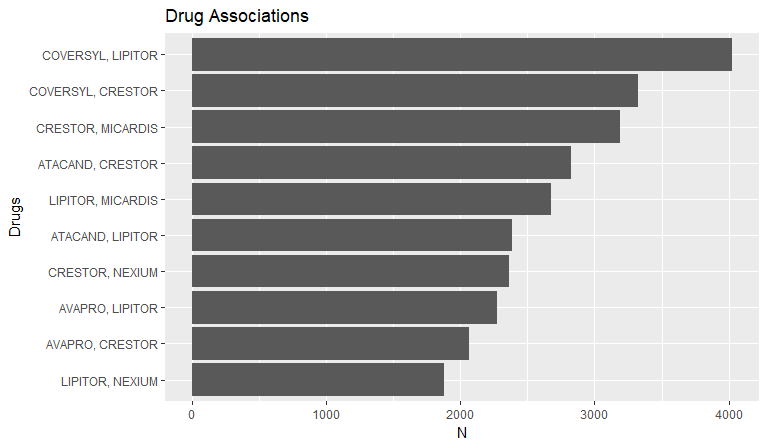 Drug Associations
Drugs
COVERSYL, LIPITOR
COVERSYL, CRESTOR
CRESTOR, MICARDIS
ATACAND, CRESTOR
LIPITOR, MICARDIS
ATACAND, LIPITOR
CRESTOR, NEXIUM
AVAPRO, LIPITOR
AVAPRO, CRESTOR
LIPITOR, NEXIUM
0 1000 2000 3000 4000
N